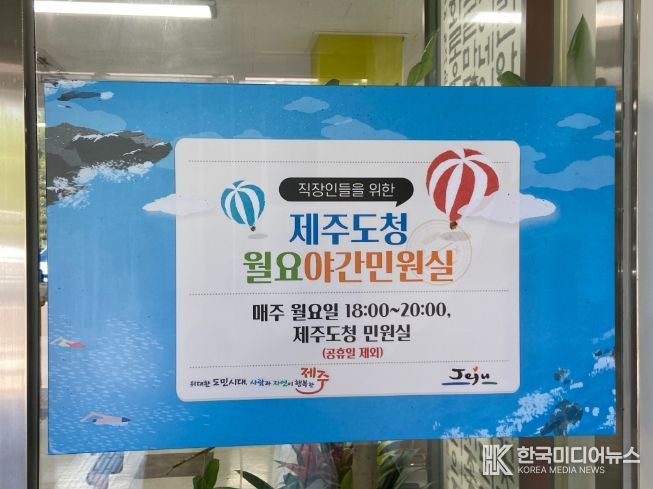 직장인들을 위한
제주도청
월요야간민원실
매주 월요일 18:00~20:00,
제주도청 민원실
(공휴일 제외)
위대한 도민시대, 사람과 자연이 행복한 제주
Jeju
한국미디어뉴스
KOREA MEDIA NEWS